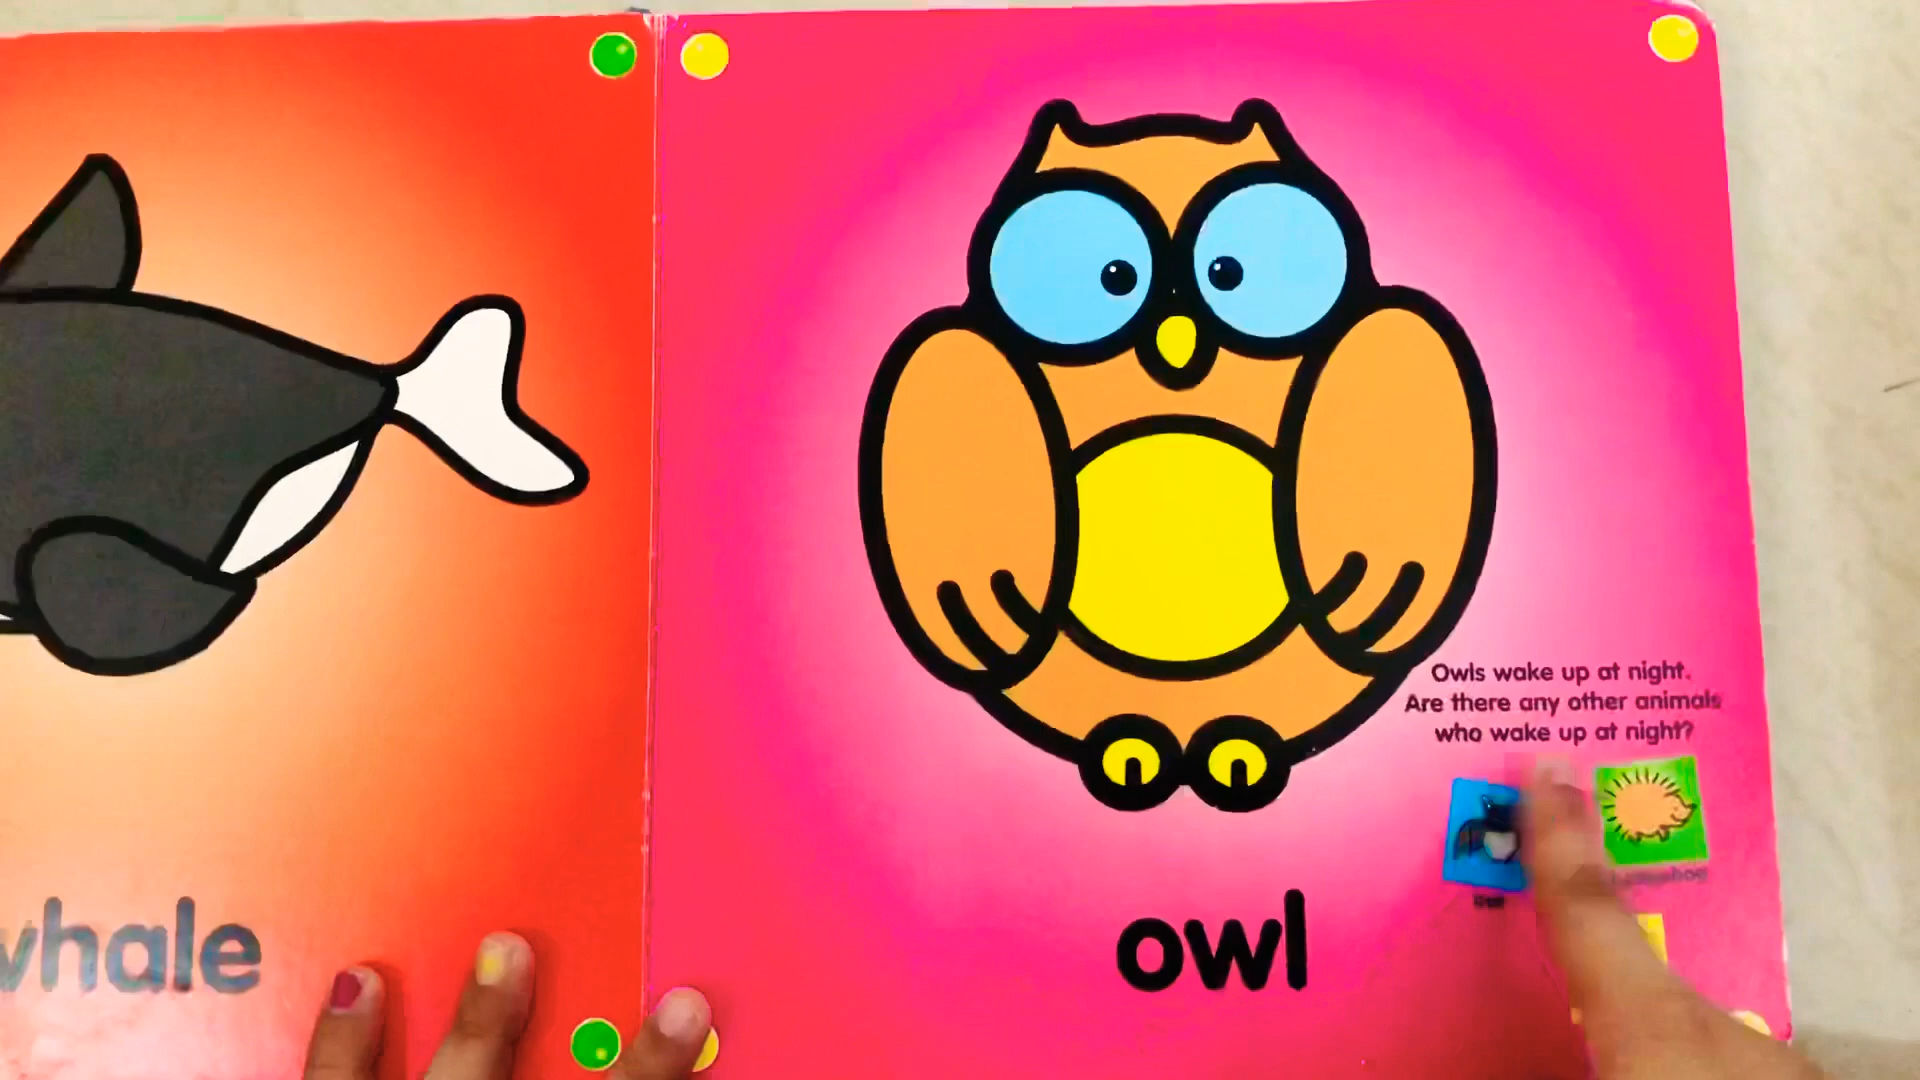 whale
Owls wake up at night.
Are there any other animals
who wake up at night?
owl